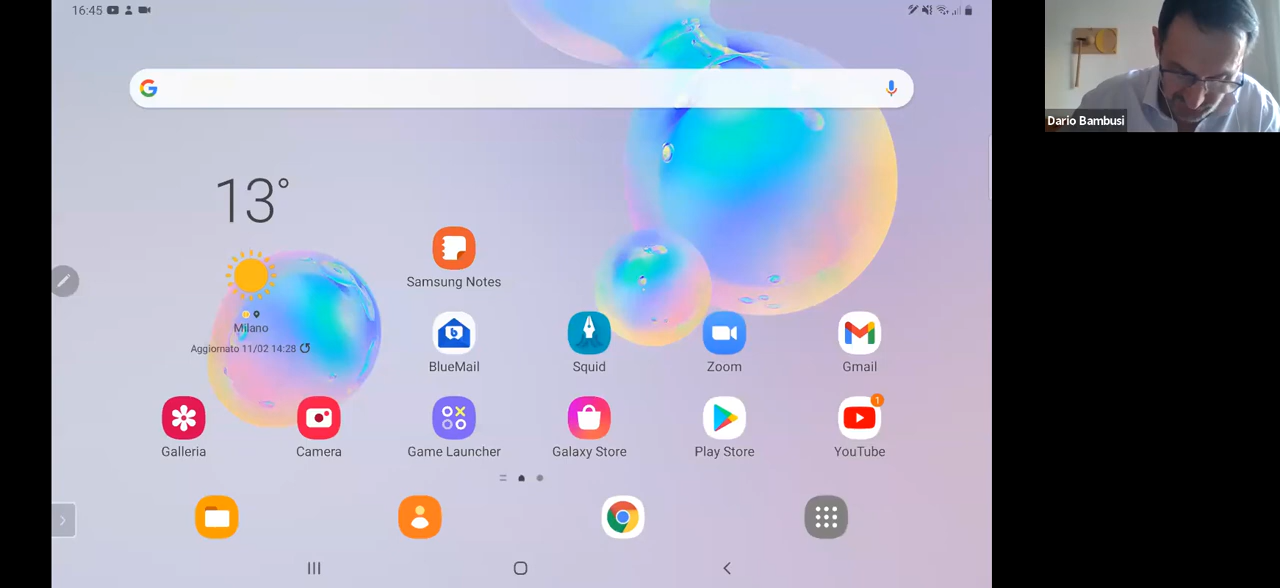 16:45
Dario Bambusi
13°
Samsung Notes
Milano
Aggiornato 11/02 14:28
BlueMail
Squid
Zoom
Gmail
1
Galleria
Camera
Game Launcher
Galaxy Store
Play Store
YouTube